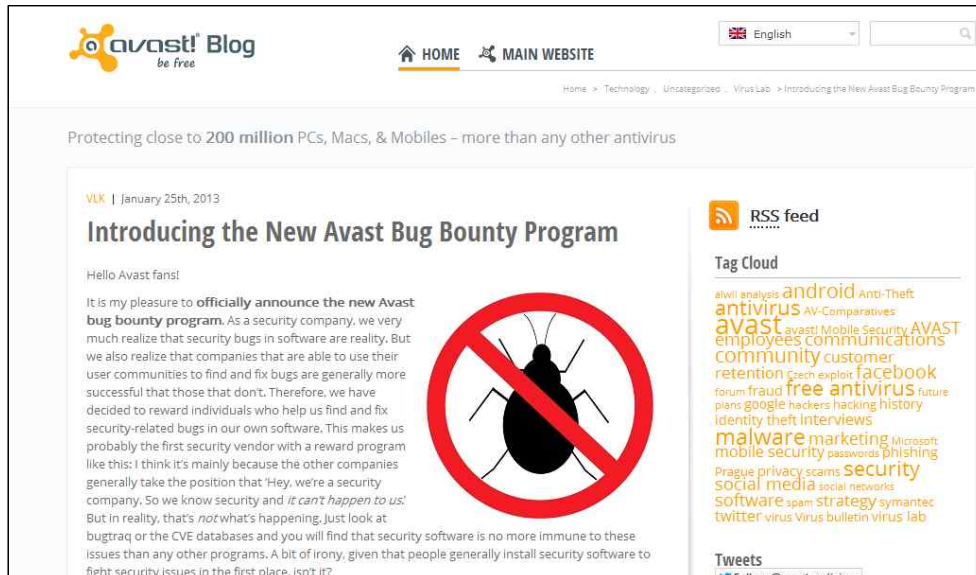 avast! Blog
be free
HOME
MAIN WEBSITE
English
Home > Technology , Uncategorized , Virus Lab > Introducing the New Avast Bug Bounty Program
Protecting close to 200 million PCs, Macs, & Mobiles – more than any other antivirus
VLK | January 25th, 2013
Introducing the New Avast Bug Bounty Program
Hello Avast fans!
It is my pleasure to officially announce the new Avast
bug bounty program. As a security company, we very
much realize that security bugs in software are reality. But
we also realize that companies that are able to use their
user communities to find and fix bugs are generally more
successful that those that don't. Therefore, we have
decided to reward individuals who help us find and fix
security-related bugs in our own software. This makes us
probably the first security vendor with a reward program
like this: I think it's mainly because the other companies
generally take the position that 'Hey, we're a security
company. So we know security and it can't happen to us.'
But in reality, that's not what's happening. Just look at
bugtraq or the CVE databases and you will find that security software is no more immune to these
issues than any other programs. A bit of irony, given that people generally install security software to
fight security issues in the first place, isn't it?
RSS feed
Tag Cloud
alwil analysis android Anti-Theft
antivirus AV-Comparatives
avast avast! Mobile Security AVAST
employees communications
community customer
retention Czech exploit facebook
forum fraud free antivirus future
plans google hackers hacking history
identity theft Interviews
malware marketing Microsoft
mobile security passwords phishing
Prague privacy scams security
social media social networks
software spam strategy symantec
twitter virus Virus bulletin virus lab
Tweets